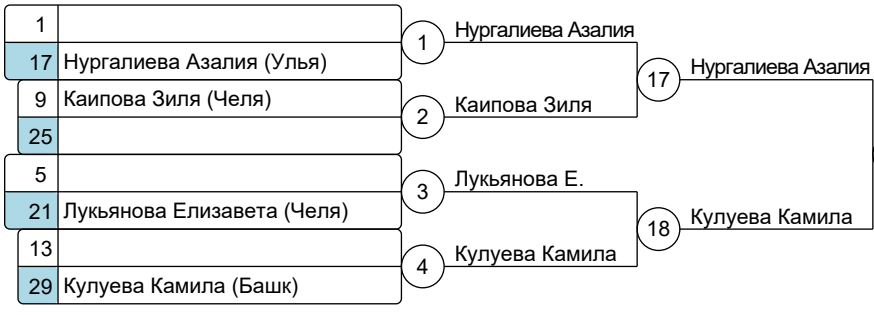 1
1 Нургалиева Азалия
17 Нургалиева Азалия (Улья)
17 Нургалиева Азалия
9 Каипова Зиля (Челя)
2 Каипова Зиля
25
5
3 Лукьянова Е.
21 Лукьянова Елизавета (Челя)
18 Кулуева Камила
13
4 Кулуева Камила
29 Кулуева Камила (Башк)